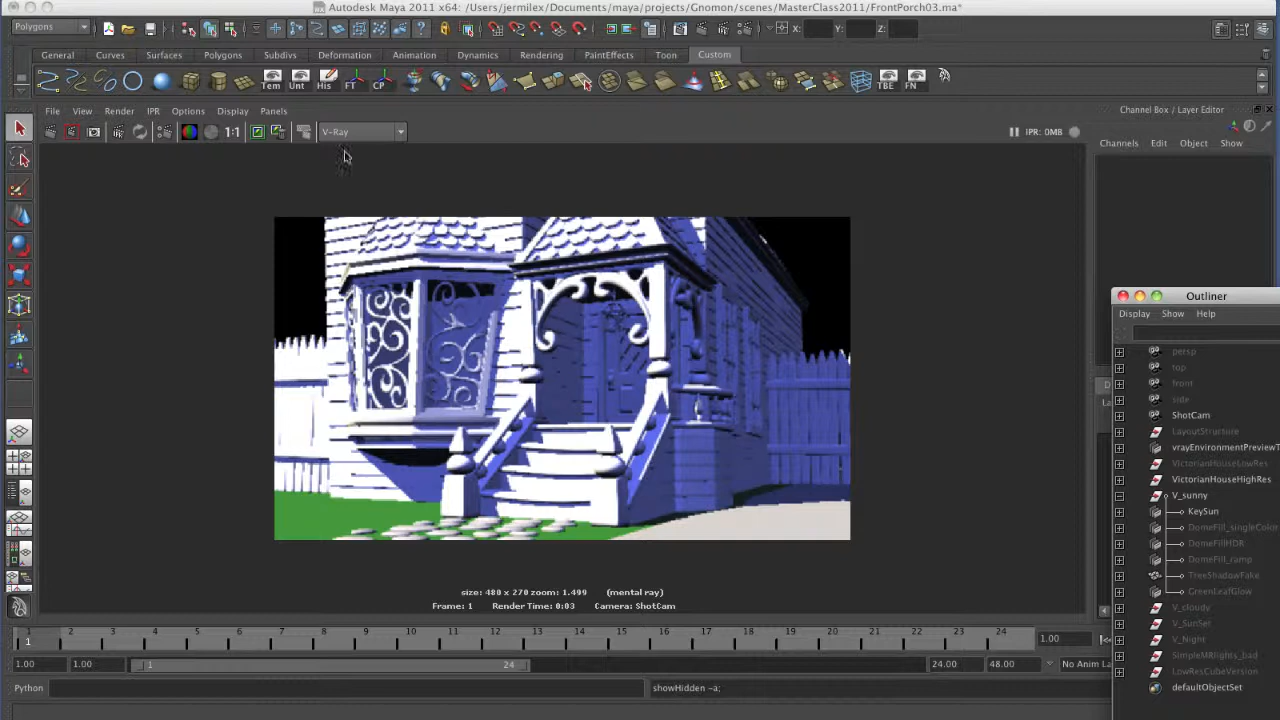 Autodesk Maya 2011 x64: /Users/jermilex/Documents/maya/projects/Gnomon/scenes/MasterClass2011/FrontPorch03.ma*
Polygons X: Y: Z:
General Curves Surfaces Polygons Subdivs Deformation Animation Dynamics Rendering PaintEffects Toon Custom
Tem Unt His FT CP TBE FN
File View Render IPR Options Display Panels
Channel Box / Layer Editor
1:1 V-Ray IPR: 0MB
Channels Edit Object Show
Outliner
Display Show Help
persp
top
front
side
ShotCam
LayoutStructure
vrayEnvironmentPreviewT
VictorianHouseLowRes
VictorianHouseHighRes
V_sunny
KeySun
DomeFill_singleColo
DomeFillHDR
DomeFill_ramp
TreeShadowFake
GreenLeafGlow
V_cloudy
V_SunSet
V_Night
SimpleMRlights_bad
LowResCubeVersion
defaultObjectSet
size: 480 x 270 zoom: 1.499 (mental ray)
Frame: 1 Render Time: 0:03 Camera: ShotCam
1 2 3 4 5 6 7 8 9 10 11 12 13 14 15 16 17 18 19 20 21 22 23 24
1 1.00
1.00 1.00 1 24 24.00 48.00 No Anim La
Python showHidden -a;